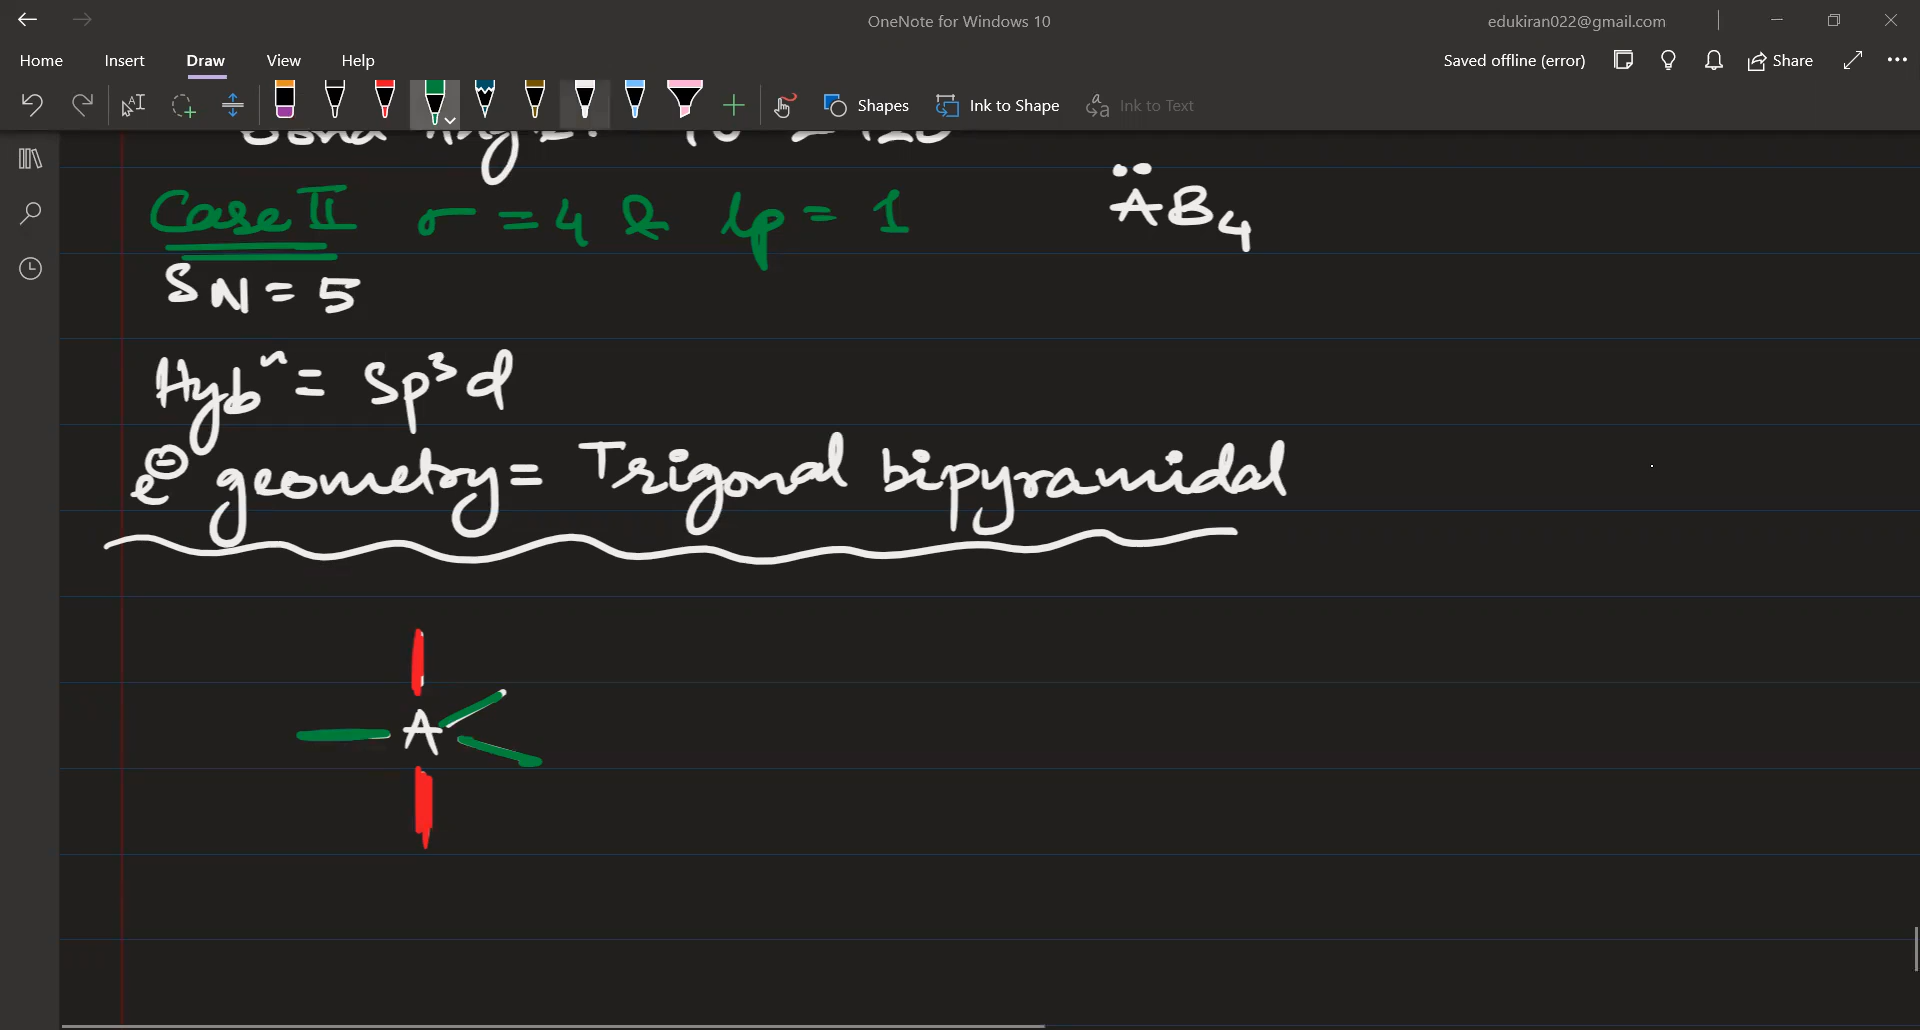 OneNote for Windows 10
edukiran022@gmail.com
Home Insert Draw View Help
Saved offline (error) Share
Shapes Ink to Shape Ink to Text
Case II σ = 4 & lp = 1
ÄB₄
SN = 5
Hybⁿ = Sp³d
e⊖ geometry = Trigonal bipyramidal
A